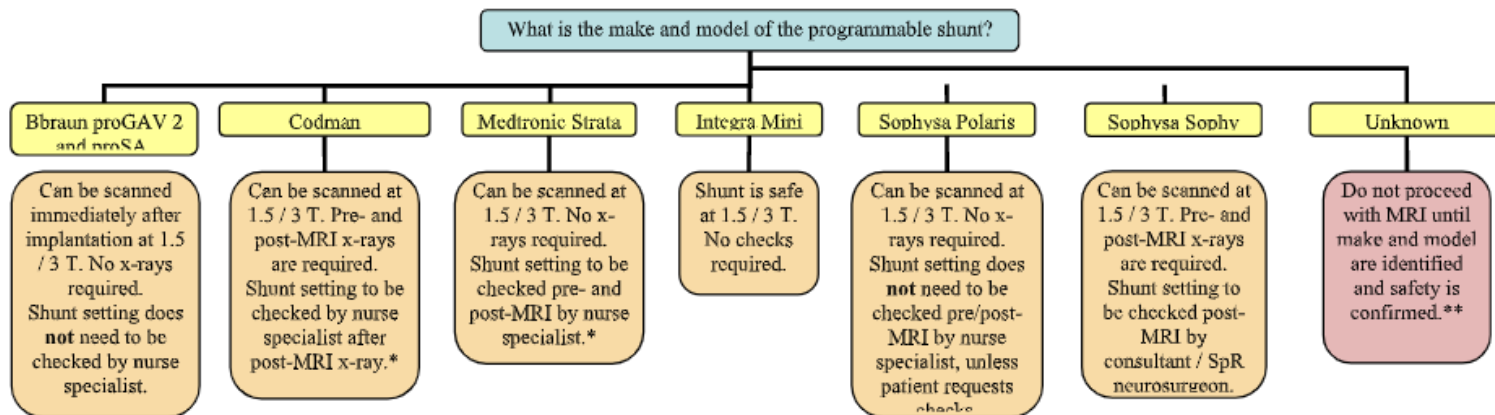 What is the make and model of the programmable shunt?
Bbraun proGAV 2
and proSA
Codman
Medtronic Strata
Integra Mini
Sophysa Polaris
Sophysa Sophy
Unknown
Can be scanned
immediately after
implantation at 1.5
/ 3 T. No x-rays
required.
Shunt setting does
not need to be
checked by nurse
specialist.
Can be scanned at
1.5 / 3 T. Pre- and
post-MRI x-rays
are required.
Shunt setting to be
checked by nurse
specialist after
post-MRI x-ray.*
Can be scanned at
1.5 / 3 T. No x-
rays required.
Shunt setting to be
checked pre- and
post-MRI by nurse
specialist.*
Shunt is safe
at 1.5 / 3 T.
No checks
required.
Can be scanned at
1.5 / 3 T. No x-
rays required.
Shunt setting does
not need to be
checked pre/post-
MRI by nurse
specialist, unless
patient requests
checks
Can be scanned at
1.5 / 3 T. Pre- and
post-MRI x-rays
are required.
Shunt setting to
be checked post-
MRI by
consultant / SpR
neurosurgeon.
Do not proceed
with MRI until
make and model
are identified
and safety is
confirmed.**